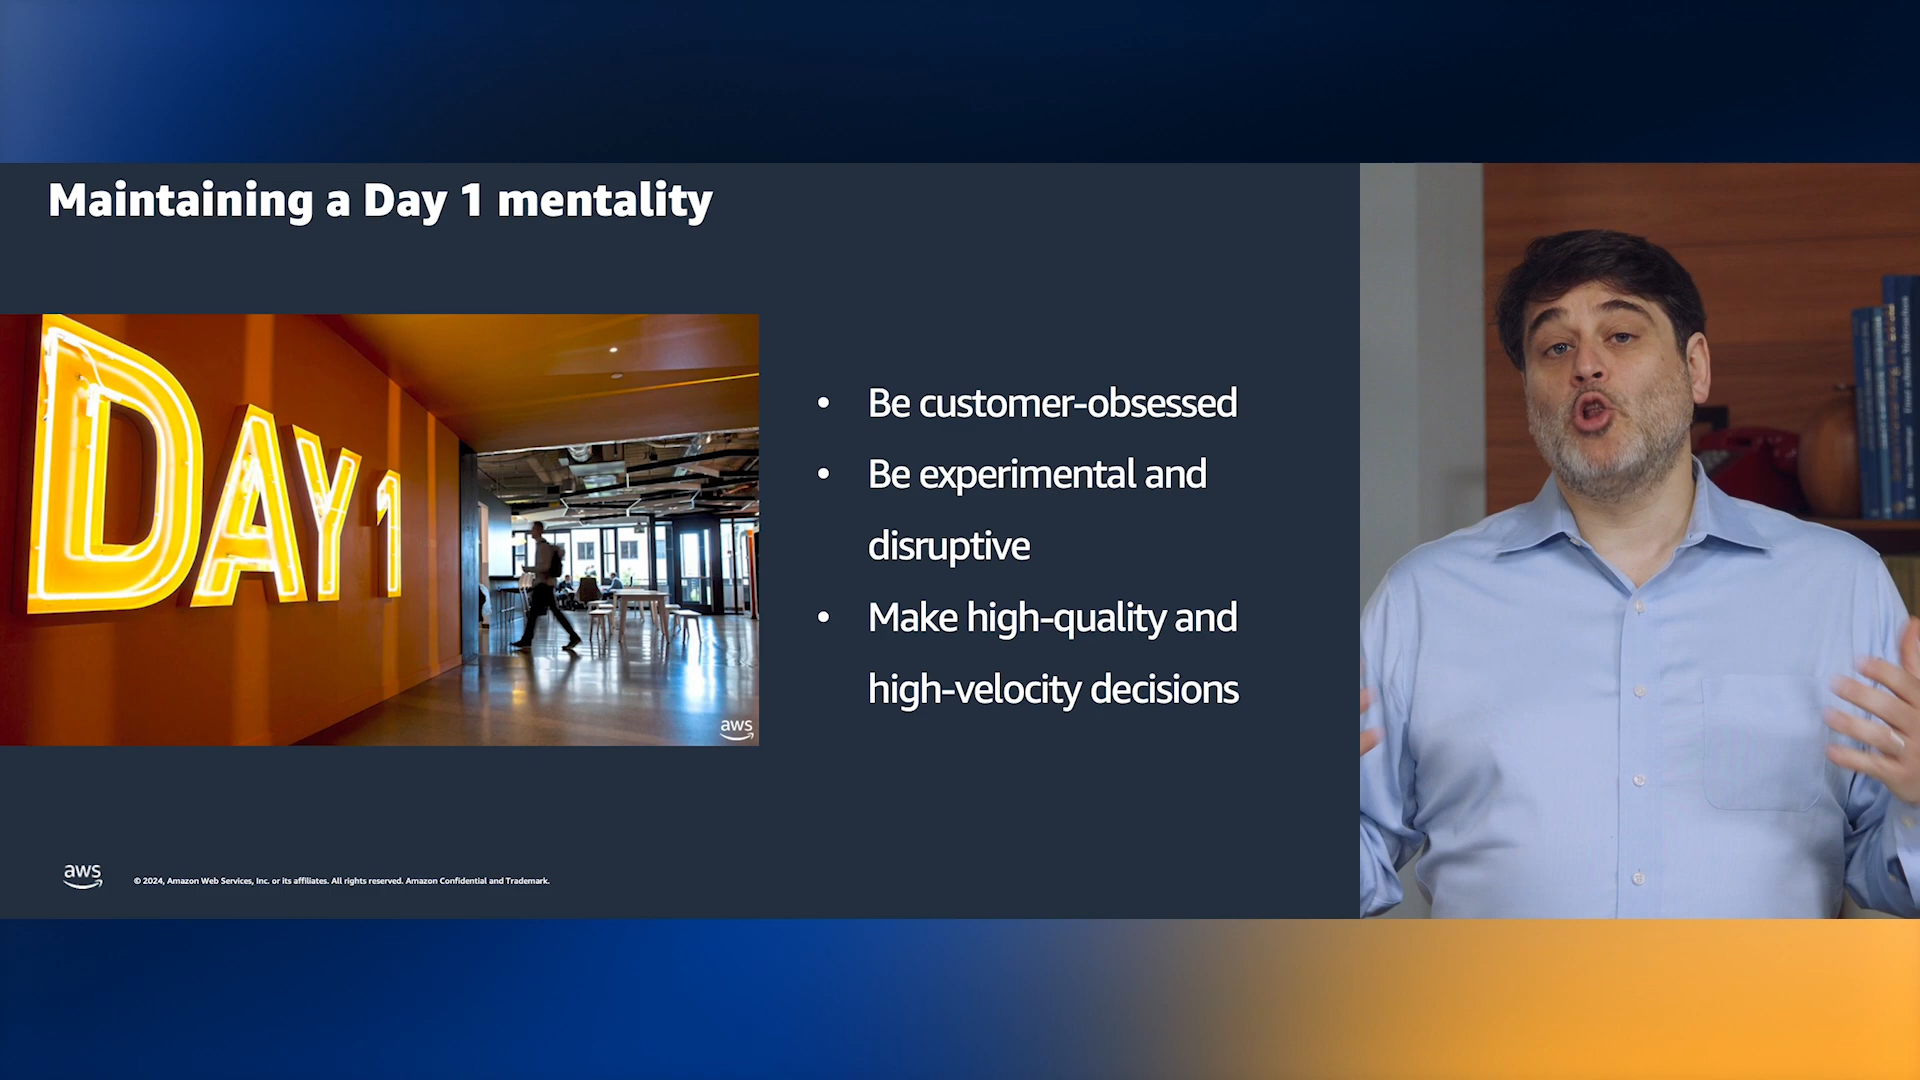 Maintaining a Day 1 mentality
DAY 1
aws
• Be customer-obsessed
• Be experimental and
disruptive
• Make high-quality and
high-velocity decisions
aws
© 2024, Amazon Web Services, Inc. or its affiliates. All rights reserved. Amazon Confidential and Trademark.